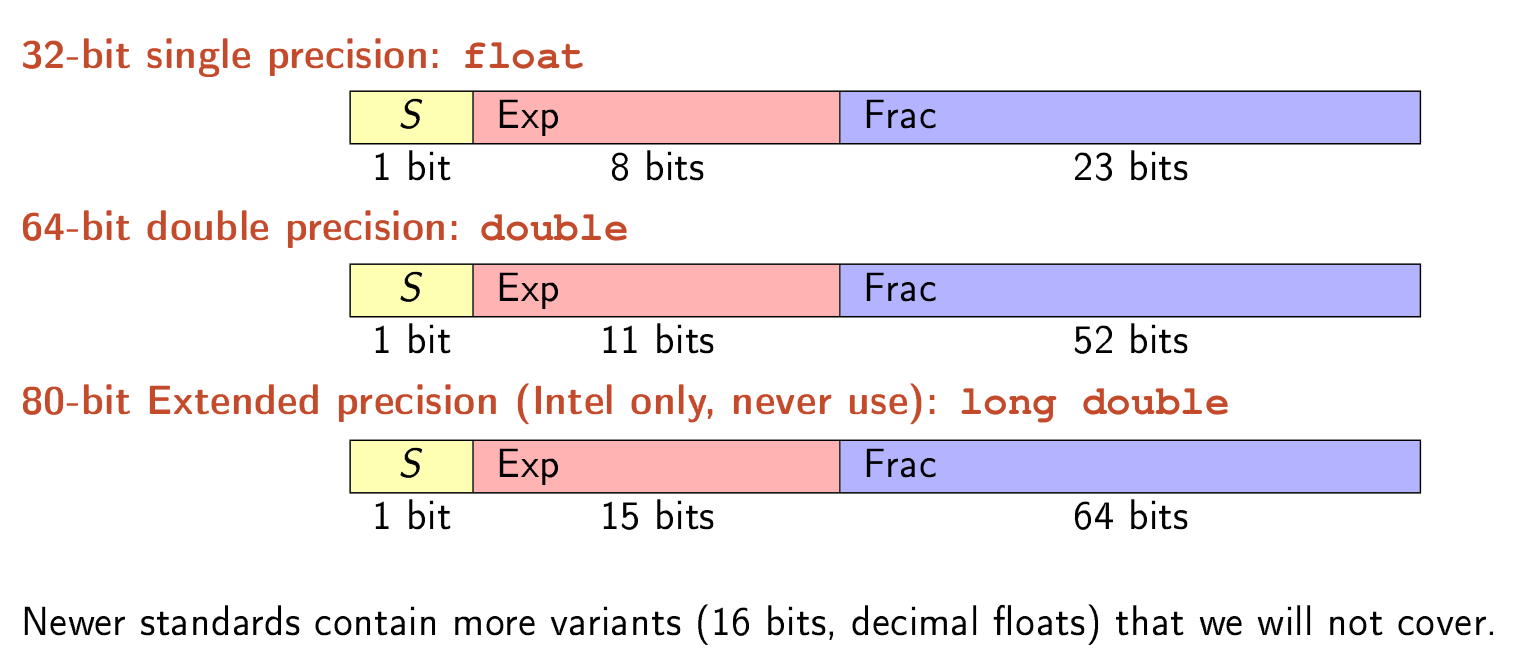 32-bit single precision: float
S Exp Frac
1 bit 8 bits 23 bits
64-bit double precision: double
S Exp Frac
1 bit 11 bits 52 bits
80-bit Extended precision (Intel only, never use): long double
S Exp Frac
1 bit 15 bits 64 bits
Newer standards contain more variants (16 bits, decimal floats) that we will not cover.